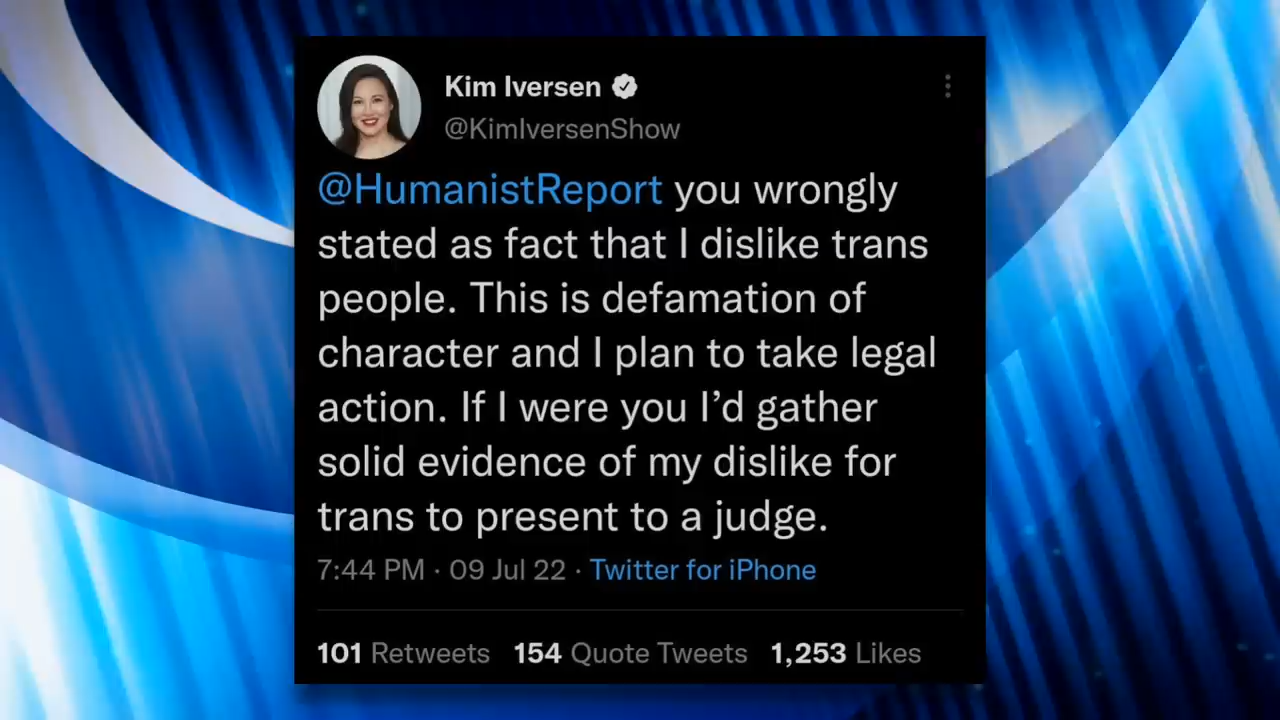 Kim Iversen
@KimIversenShow
@HumanistReport you wrongly
stated as fact that I dislike trans
people. This is defamation of
character and I plan to take legal
action. If I were you I’d gather
solid evidence of my dislike for
trans to present to a judge.
7:44 PM · 09 Jul 22 · Twitter for iPhone
101 Retweets 154 Quote Tweets 1,253 Likes